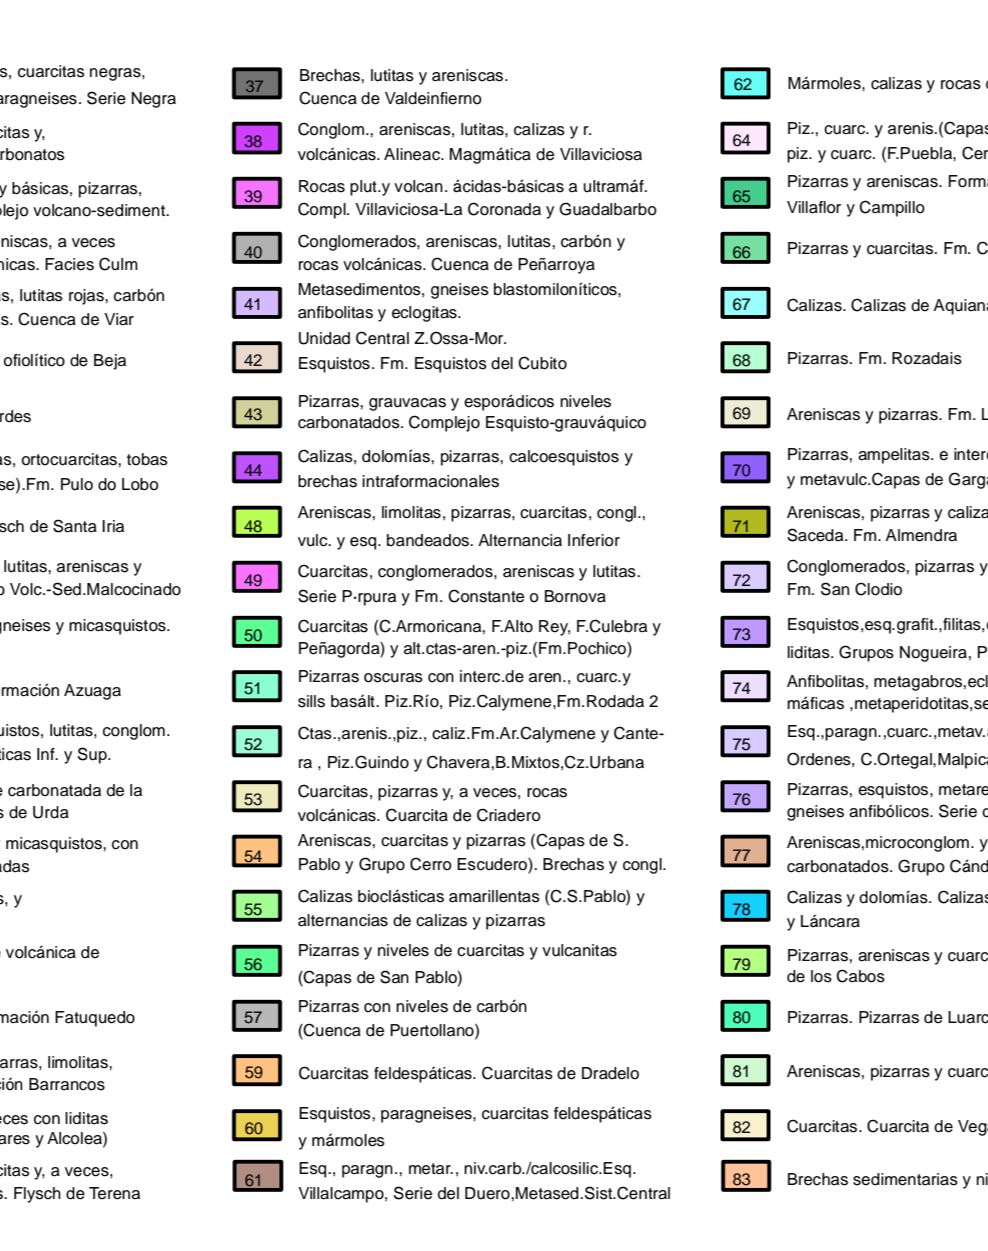 s, cuarcitas negras,
aragneises. Serie Negra
citas y,
rbonatos
y básicas, pizarras,
lejo volcano-sediment.
niscas, a veces
nicas. Facies Culm
s, lutitas rojas, carbón
s. Cuenca de Viar
ofiolítico de Beja
rdes
as, ortocuarcitas, tobas
se).Fm. Pulo do Lobo
sch de Santa Iria
lutitas, areniscas y
o Volc.-Sed.Malcocinado
gneises y micasquistos.
ormación Azuaga
uistos, lutitas, conglom.
ticas Inf. y Sup.
e carbonatada de la
s de Urda
micasquistos, con
adas
s, y
volcánica de
mación Fatuquedo
arras, limolitas,
ción Barrancos
eces con liditas
ares y Alcolea)
citas y, a veces,
s. Flysch de Terena
37 Brechas, lutitas y areniscas.
Cuenca de Valdeinfierno
38 Conglom., areniscas, lutitas, calizas y r.
volcánicas. Alineac. Magmática de Villaviciosa
39 Rocas plut.y volcan. ácidas-básicas a ultramáf.
Compl. Villaviciosa-La Coronada y Guadalbarbo
40 Conglomerados, areniscas, lutitas, carbón y
rocas volcánicas. Cuenca de Peñarroya
41 Metasedimentos, gneises blastomiloníticos,
anfibolitas y eclogitas.
Unidad Central Z.Ossa-Mor.
42 Esquistos. Fm. Esquistos del Cubito
43 Pizarras, grauvacas y esporádicos niveles
carbonatados. Complejo Esquisto-grauváquico
44 Calizas, dolomías, pizarras, calcoesquistos y
brechas intraformacionales
48 Areniscas, limolitas, pizarras, cuarcitas, congl.,
vulc. y esq. bandeados. Alternancia Inferior
49 Cuarcitas, conglomerados, areniscas y lutitas.
Serie P·rpura y Fm. Constante o Bornova
50 Cuarcitas (C.Armoricana, F.Alto Rey, F.Culebra y
Peñagorda) y alt.ctas-aren.-piz.(Fm.Pochico)
51 Pizarras oscuras con interc.de aren., cuarc.y
sills basált. Piz.Río, Piz.Calymene,Fm.Rodada 2
52 Ctas.,arenis.,piz., caliz.Fm.Ar.Calymene y Cante-
ra , Piz.Guindo y Chavera,B.Mixtos,Cz.Urbana
53 Cuarcitas, pizarras y, a veces, rocas
volcánicas. Cuarcita de Criadero
54 Areniscas, cuarcitas y pizarras (Capas de S.
Pablo y Grupo Cerro Escudero). Brechas y congl.
55 Calizas bioclásticas amarillentas (C.S.Pablo) y
alternancias de calizas y pizarras
56 Pizarras y niveles de cuarcitas y vulcanitas
(Capas de San Pablo)
57 Pizarras con niveles de carbón
(Cuenca de Puertollano)
59 Cuarcitas feldespáticas. Cuarcitas de Dradelo
60 Esquistos, paragneises, cuarcitas feldespáticas
y mármoles
61 Esq., paragn., metar., niv.carb./calcosilic.Esq.
Villalcampo, Serie del Duero,Metased.Sist.Central
62 Mármoles, calizas y rocas
64 Piz., cuarc. y arenis.(Capas
piz. y cuarc. (F.Puebla, Cer
65 Pizarras y areniscas. Forma
Villaflor y Campillo
66 Pizarras y cuarcitas. Fm. C
67 Calizas. Calizas de Aquiana
68 Pizarras. Fm. Rozadais
69 Areniscas y pizarras. Fm. L
70 Pizarras, ampelitas. e interc
y metavulc.Capas de Garga
71 Areniscas, pizarras y caliza
Saceda. Fm. Almendra
72 Conglomerados, pizarras y
Fm. San Clodio
73 Esquistos,esq.grafit.,filitas,
liditas. Grupos Nogueira, P
74 Anfibolitas, metagabros,ecl
máficas ,metaperidotitas,se
75 Esq.,paragn.,cuarc.,metav.
Ordenes, C.Ortegal,Malpica
76 Pizarras, esquistos, metare
gneises anfibólicos. Serie
77 Areniscas,microconglom. y
carbonatados. Grupo Cánd
78 Calizas y dolomías. Calizas
y Láncara
79 Pizarras, areniscas y cuarc
de los Cabos
80 Pizarras. Pizarras de Luarc
81 Areniscas, pizarras y cuarc
82 Cuarcitas. Cuarcita de Vega
83 Brechas sedimentarias y ni